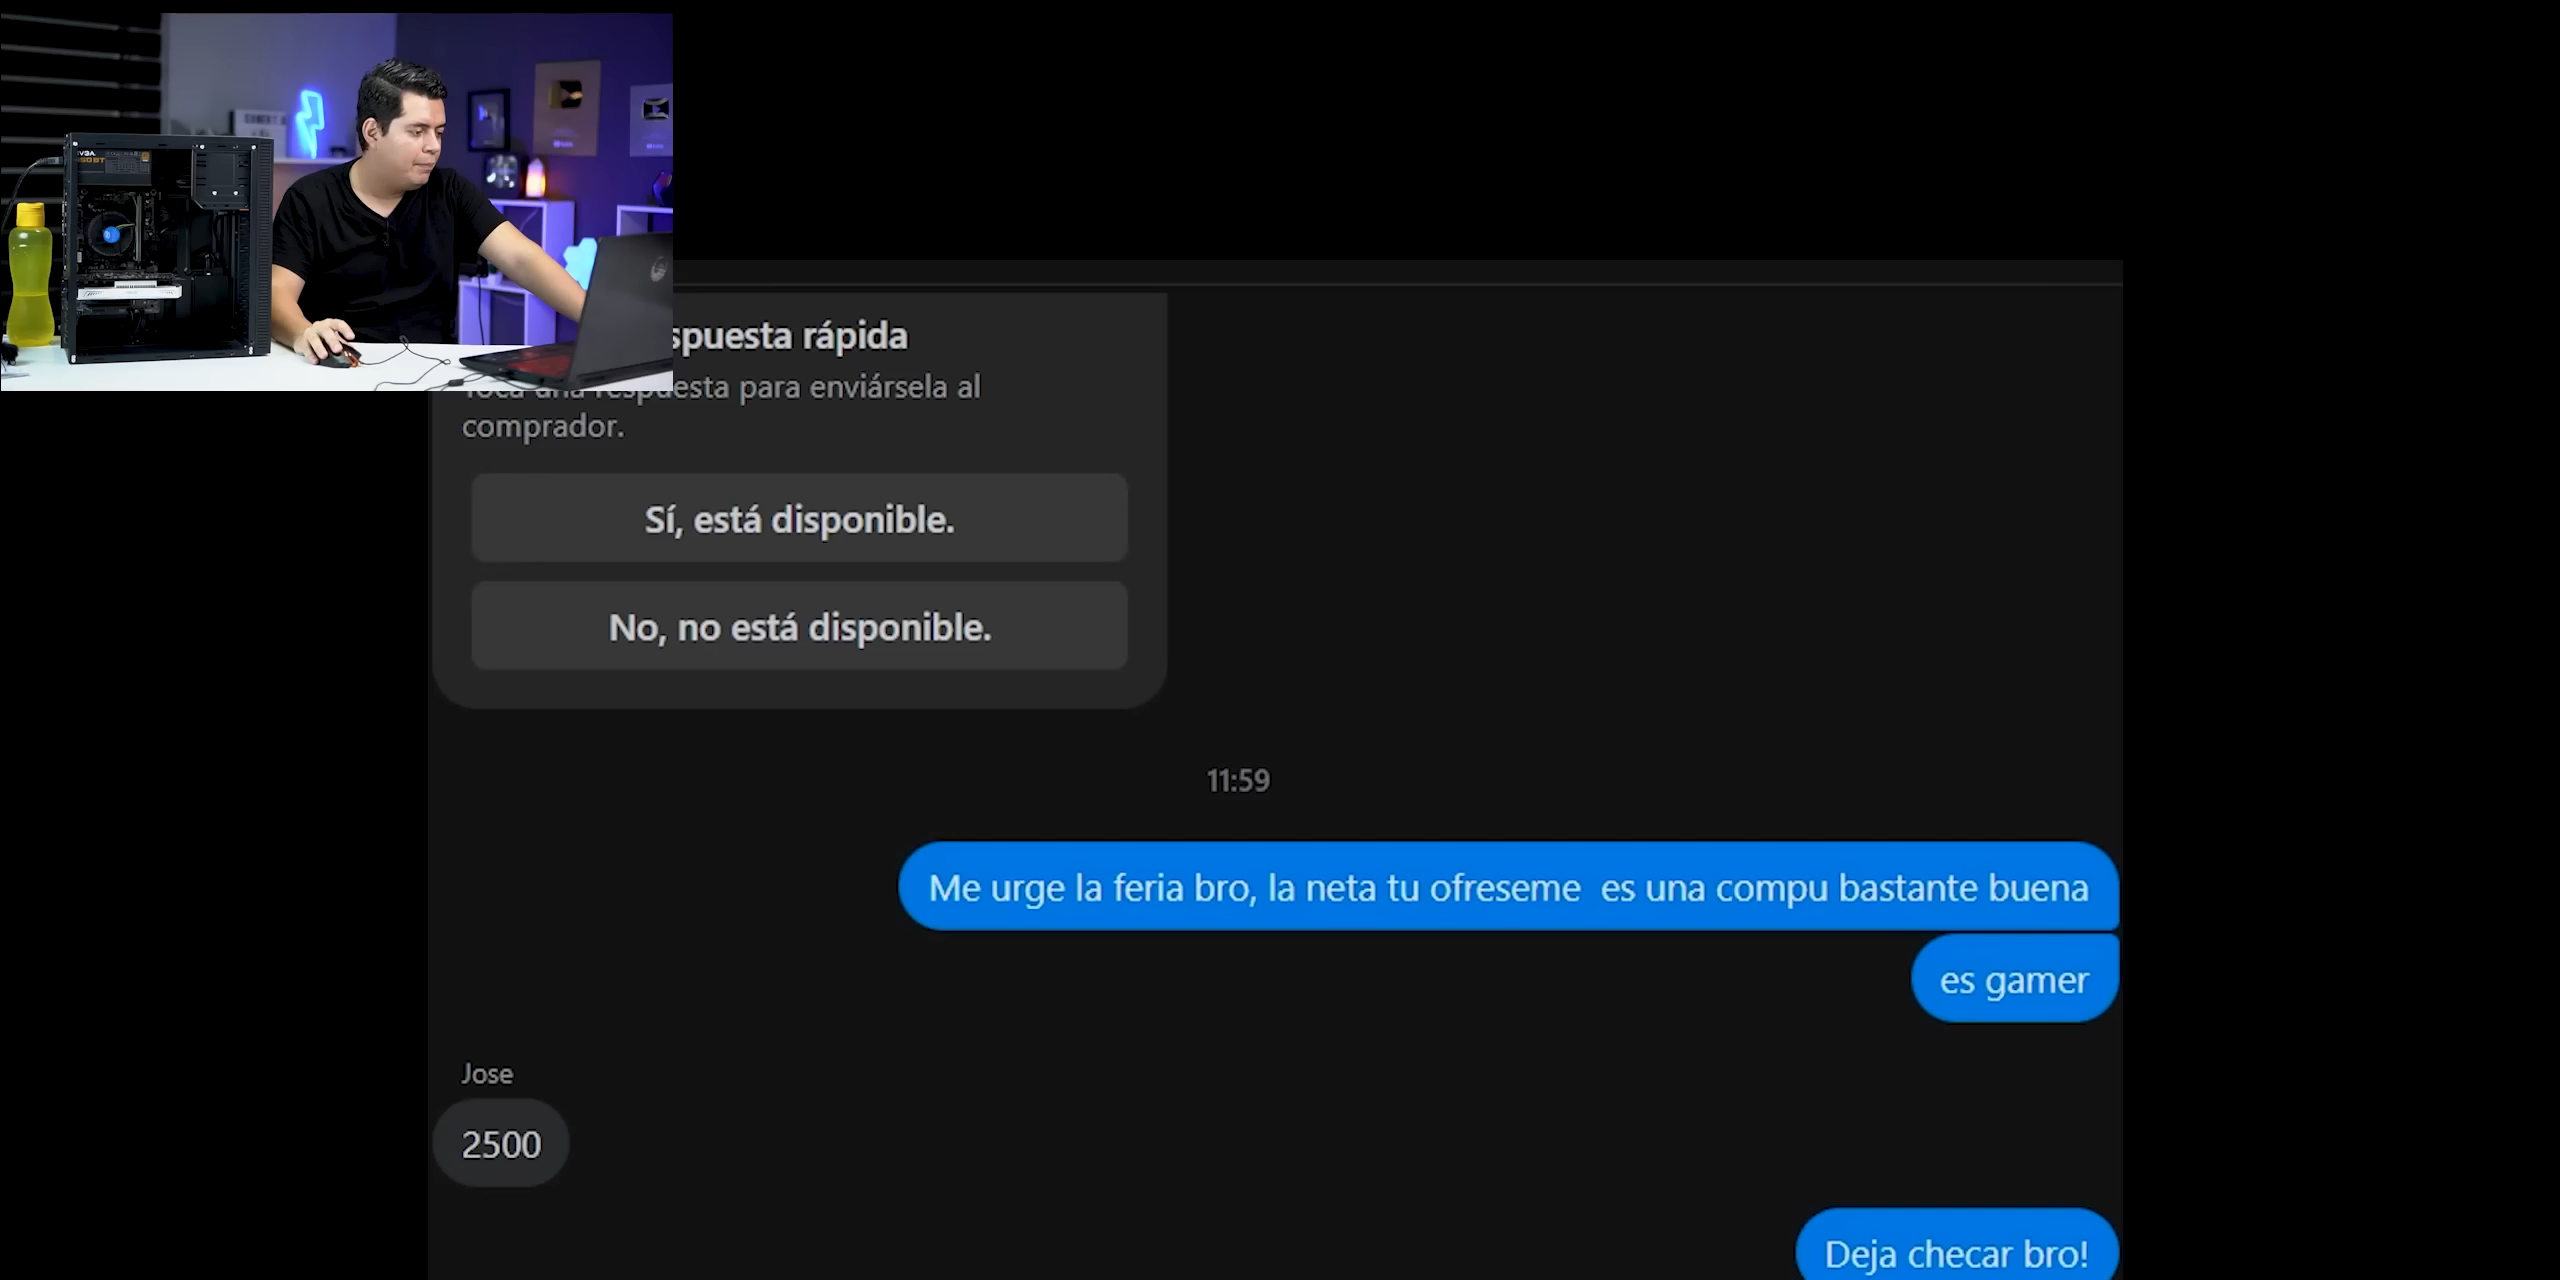 spuesta rápida
respuesta para enviársela al
comprador.
Sí, está disponible.
No, no está disponible.
11:59
Me urge la feria bro, la neta tu ofreseme  es una compu bastante buena
es gamer
Jose
2500
Deja checar bro!